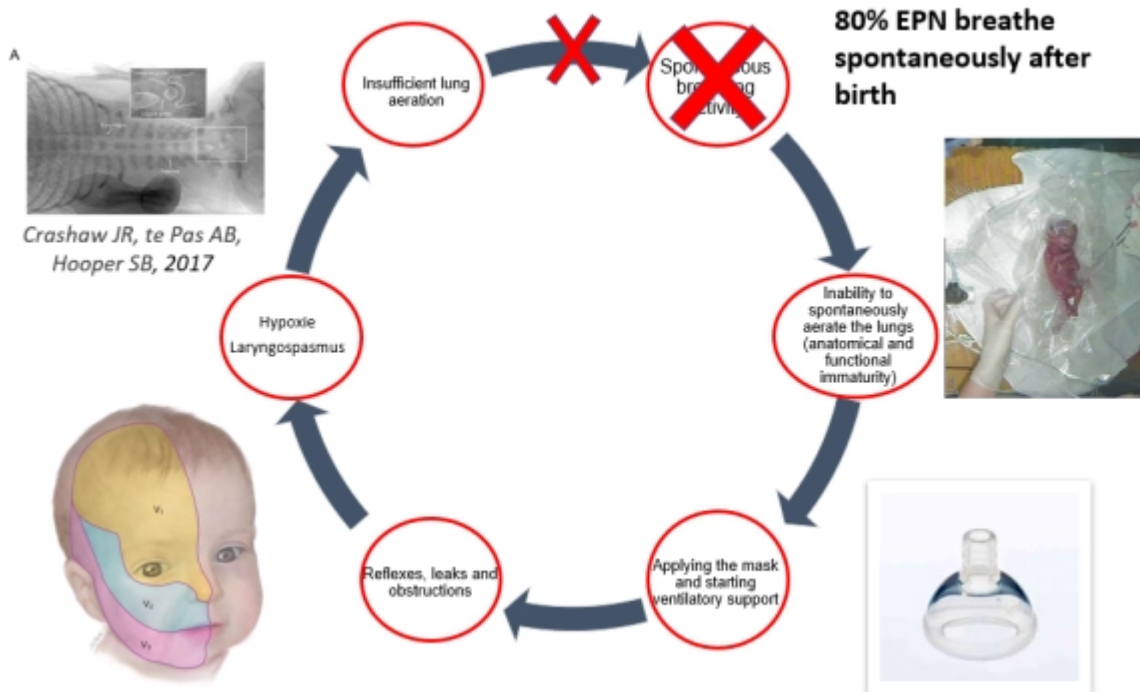 80% EPN breathe
spontaneously after
birth
A
Insufficient lung
aeration
Crashaw JR, te Pas AB,
Hooper SB, 2017
Inability to
spontaneously
aerate the lungs
(anatomical and
functional
immaturity)
Hypoxie
Laryngospasmus
V₁
V₂
V₃
Reflexes, leaks and
obstructions
Applying the mask
and starting
ventilatory support